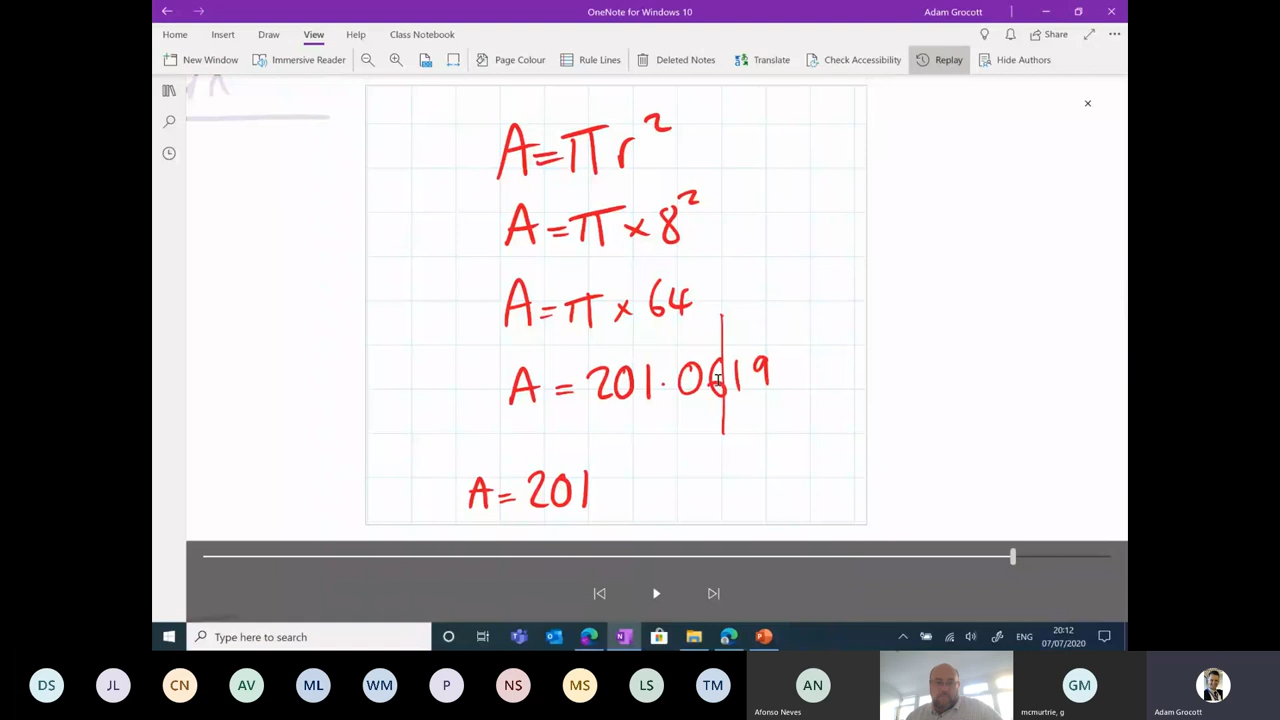 OneNote for Windows 10
Adam Grocott
Home Insert Draw View Help Class Notebook
Share
New Window Immersive Reader Page Colour Rule Lines Deleted Notes Translate Check Accessibility Replay Hide Authors
A=πr²
A=π×8²
A=π×64
A = 201.0619
A=201
Type here to search
ENG
20:12
07/07/2020
DS JL CN AV ML WM P NS MS LS TM AN GM
Afonso Neves
mcmurtrie, g
Adam Grocott